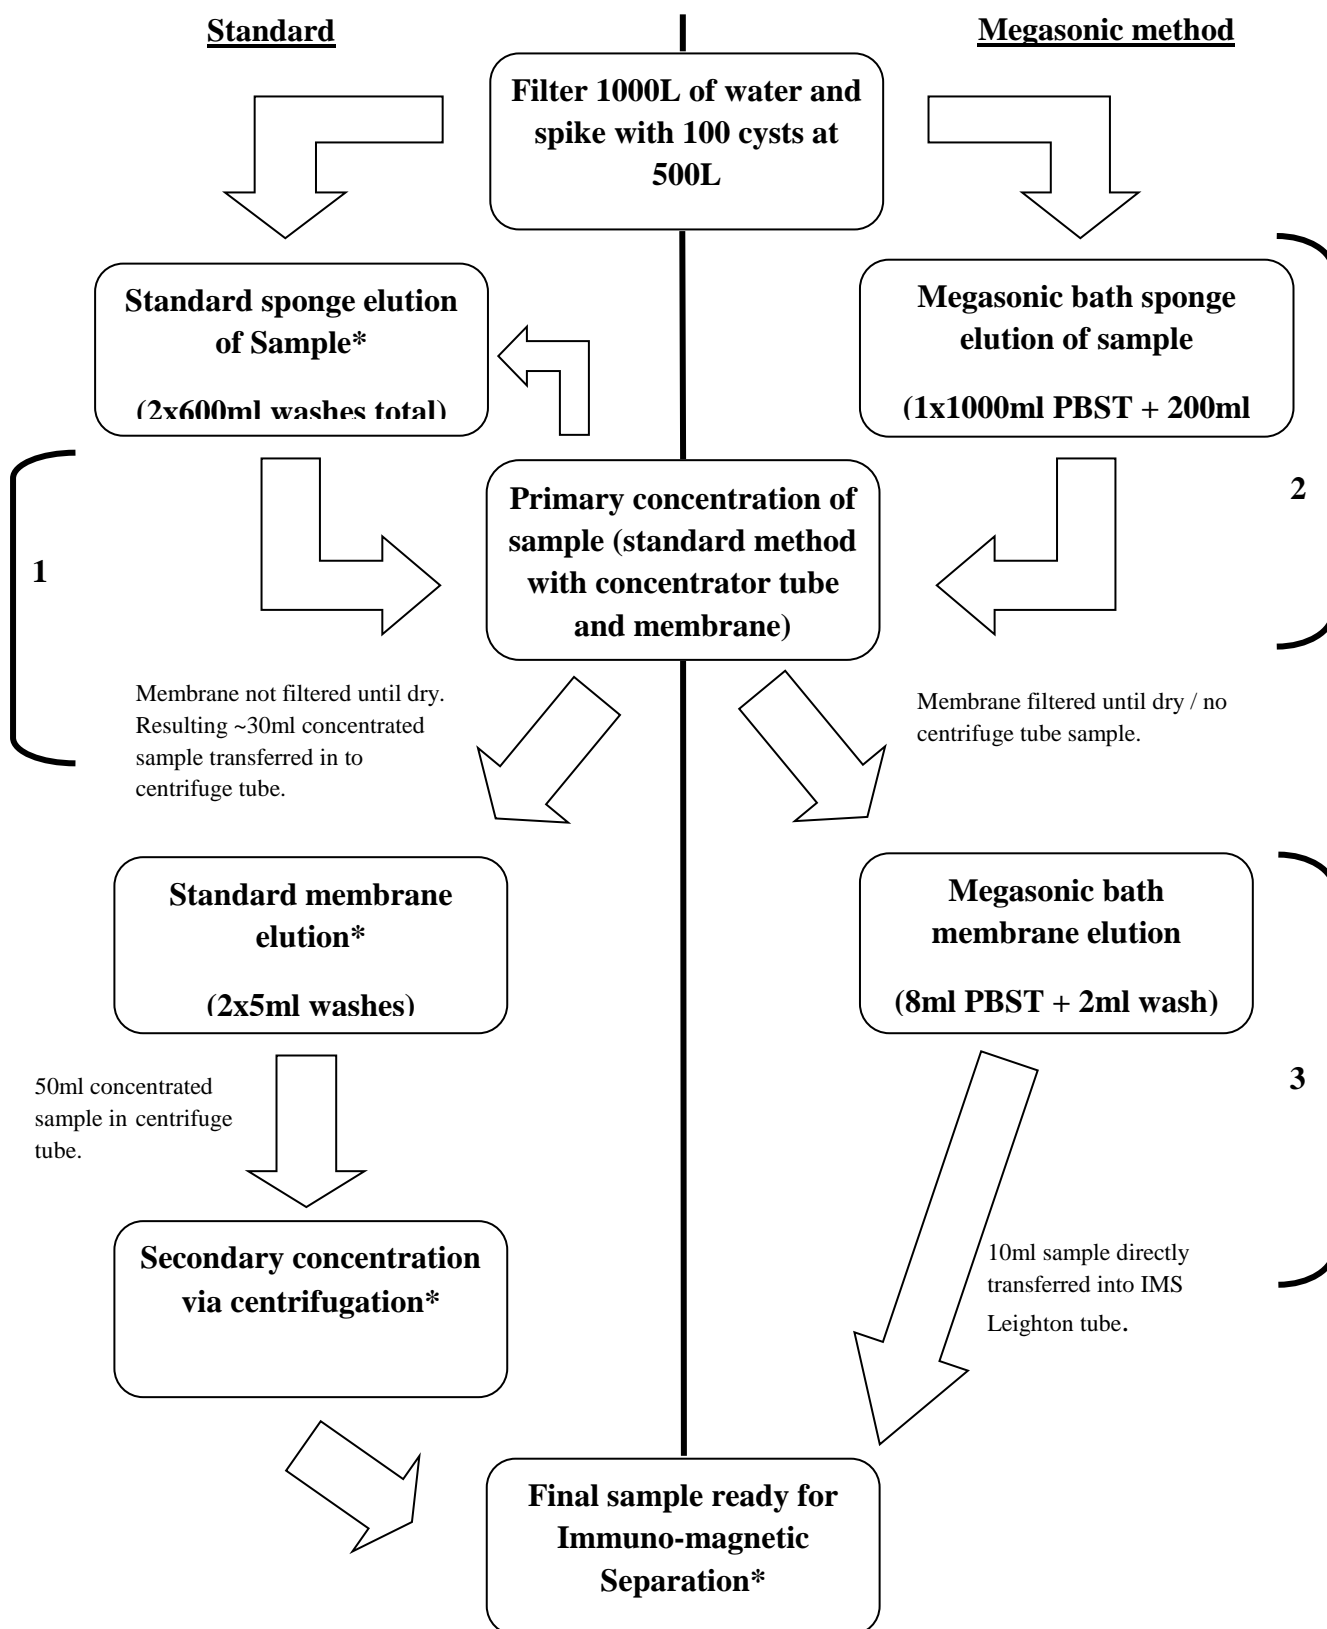 Standard
Megasonic method
Filter 1000L of water and
spike with 100 cysts at
500L
Standard sponge elution
of Sample*
(2x600ml washes total)
Megasonic bath sponge
elution of sample
(1x1000ml PBST + 200ml
1
2
Primary concentration of
sample (standard method
with concentrator tube
and membrane)
Membrane not filtered until dry.
Resulting ~30ml concentrated
sample transferred in to
centrifuge tube.
Membrane filtered until dry / no
centrifuge tube sample.
Standard membrane
elution*
(2x5ml washes)
Megasonic bath
membrane elution
(8ml PBST + 2ml wash)
50ml concentrated
sample in centrifuge
tube.
3
Secondary concentration
via centrifugation*
10ml sample directly
transferred into IMS
Leighton tube.
Final sample ready for
Immuno-magnetic
Separation*